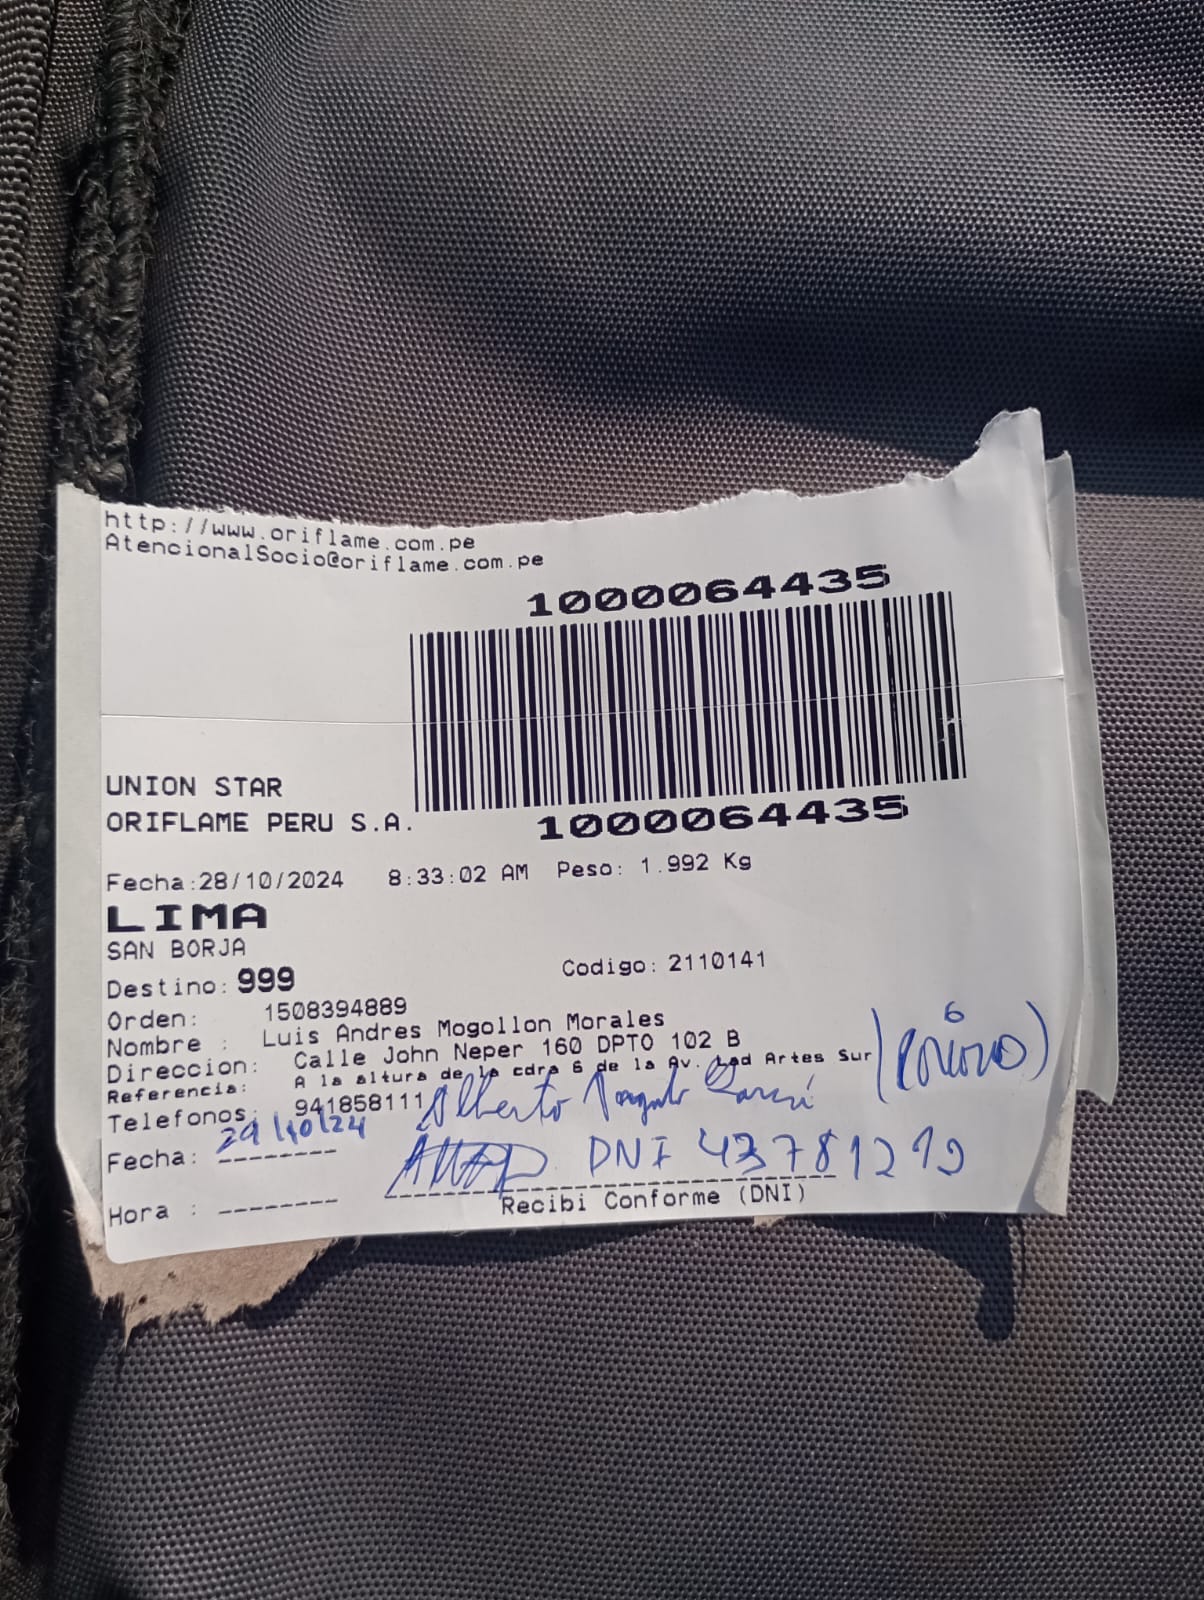 http://www.oriflame.com.pe
AtencionalSocio@oriflame.com.pe
1000064435
UNION STAR
ORIFLAME PERU S.A.
1000064435
Fecha:28/10/2024 8:33:02 AM Peso: 1.992 Kg
LIMA
SAN BORJA
Destino: 999 Codigo: 2110141
Orden: 1508394889
Nombre : Luis Andres Mogollon Morales
Direccion: Calle John Neper 160 DPTO 102 B
Referencia: A la altura de la cdra 6 de la Av. Lad Artes Sur
Telefonos: 941858111 Alberto
Fecha: 29/10/24 DNI 43781219
Hora : Recibi Conforme (DNI)